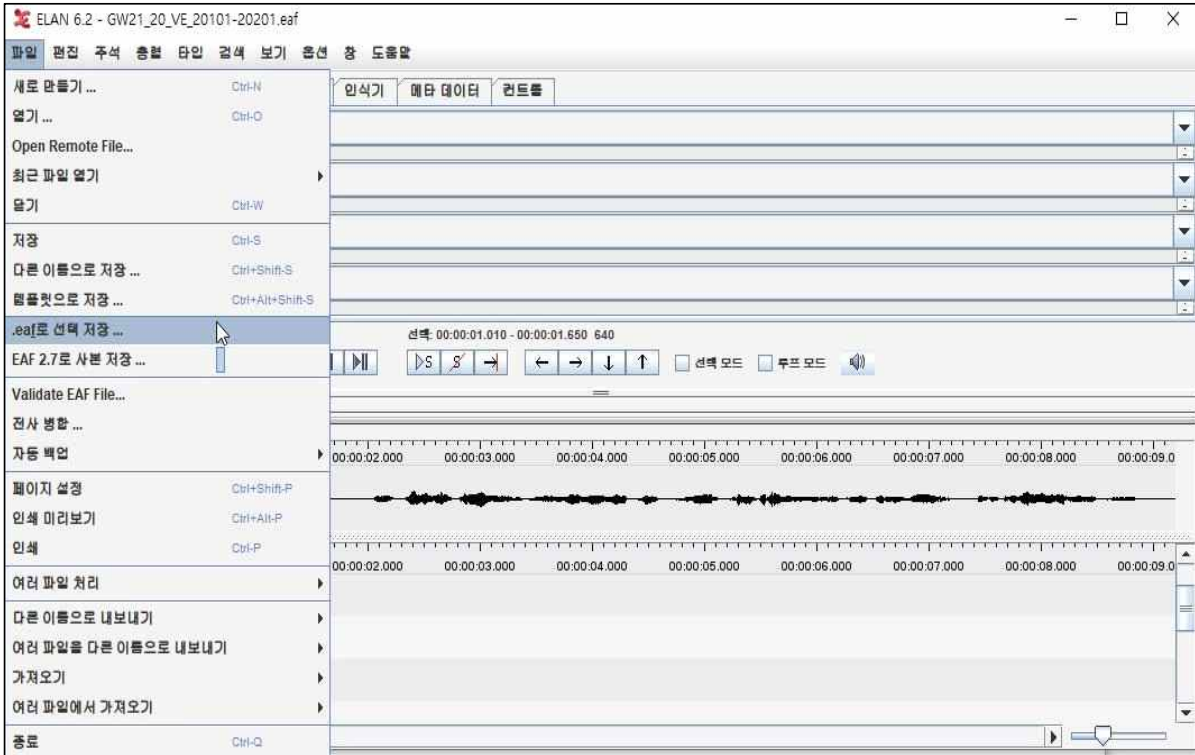 ELAN 6.2 - GW21_20_VE_20101-20201.eaf
파일 편집 주석 층렬 타입 검색 보기 옵션 창 도움말
새로 만들기 ... Ctrl-N
인식기 메타 데이터 컨트롤
열기 ... Ctrl-O
Open Remote File...
최근 파일 열기
닫기 Ctrl-W
저장 Ctrl-S
다른 이름으로 저장 ... Ctrl+Shift-S
템플릿으로 저장 ... Ctrl+Alt+Shift-S
.eaf로 선택 저장 ...
선택: 00:00:01.010 - 00:00:01.650 640
EAF 2.7로 사본 저장 ...
S S 선택 모드 루프 모드
Validate EAF File...
전사 병합 ...
자동 백업
00:00:02.000 00:00:03.000 00:00:04.000 00:00:05.000 00:00:06.000 00:00:07.000 00:00:08.000 00:00:09.0
페이지 설정 Ctrl+Shift-P
인쇄 미리보기 Ctrl+Alt-P
인쇄 Ctrl-P
00:00:02.000 00:00:03.000 00:00:04.000 00:00:05.000 00:00:06.000 00:00:07.000 00:00:08.000 00:00:09.0
여러 파일 처리
다른 이름으로 내보내기
여러 파일을 다른 이름으로 내보내기
가져오기
여러 파일에서 가져오기
종료 Ctrl-Q